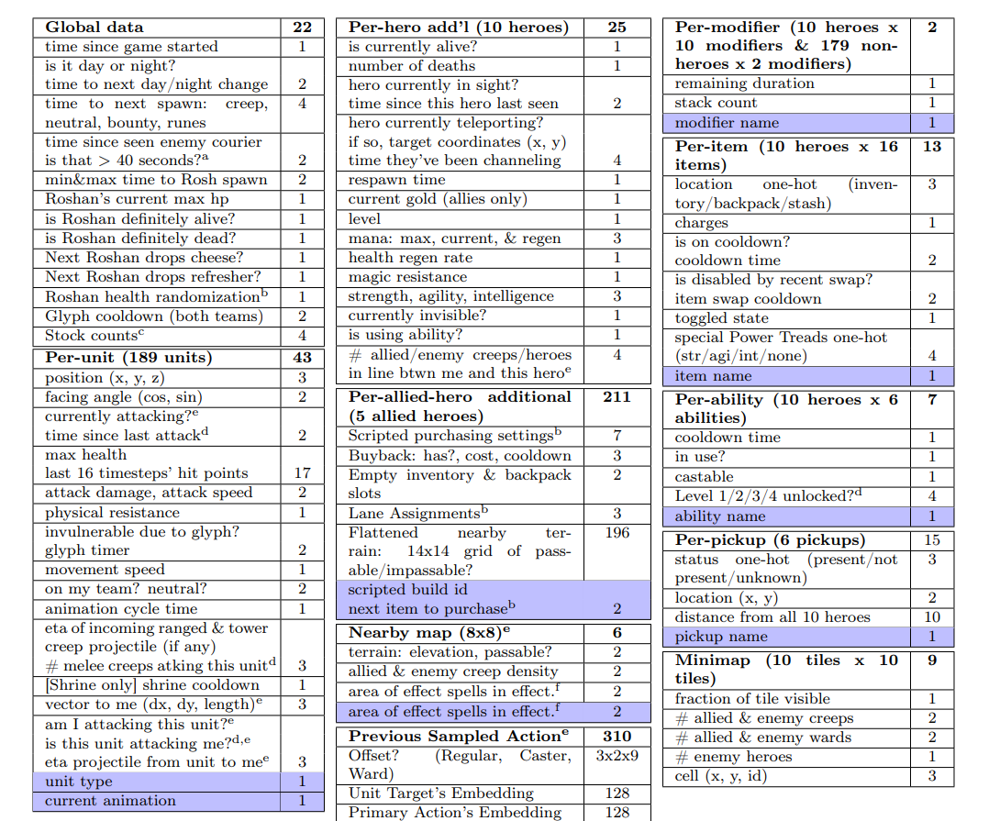 Global data 22
time since game started 1
is it day or night?
time to next day/night change 2
time to next spawn: creep, 4
neutral, bounty, runes
time since seen enemy courier
is that > 40 seconds?a 2
min&max time to Rosh spawn 2
Roshan's current max hp 1
is Roshan definitely alive? 1
is Roshan definitely dead? 1
Next Roshan drops cheese? 1
Next Roshan drops refresher? 1
Roshan health randomizationb 1
Glyph cooldown (both teams) 2
Stock countsc 4
Per-unit (189 units) 43
position (x, y, z) 3
facing angle (cos, sin) 2
currently attacking?e
time since last attackd 2
max health
last 16 timesteps' hit points 17
attack damage, attack speed 2
physical resistance 1
invulnerable due to glyph?
glyph timer 2
movement speed 1
on my team? neutral? 2
animation cycle time 1
eta of incoming ranged & tower
creep projectile (if any)
# melee creeps atking this unitd 3
[Shrine only] shrine cooldown 1
vector to me (dx, dy, length)e 3
am I attacking this unit?e
is this unit attacking me?d,e
eta projectile from unit to mee 3
unit type 1
current animation 1
Per-hero add'l (10 heroes) 25
is currently alive? 1
number of deaths 1
hero currently in sight?
time since this hero last seen 2
hero currently teleporting?
if so, target coordinates (x, y)
time they've been channeling 4
respawn time 1
current gold (allies only) 1
level 1
mana: max, current, & regen 3
health regen rate 1
magic resistance 1
strength, agility, intelligence 3
currently invisible? 1
is using ability? 1
# allied/enemy creeps/heroes 4
in line btwn me and this heroe
Per-allied-hero additional 211
(5 allied heroes)
Scripted purchasing settingsb 7
Buyback: has?, cost, cooldown 3
Empty inventory & backpack 2
slots
Lane Assignmentsb 3
Flattened nearby ter- 196
rain: 14x14 grid of pass-
able/impassable?
scripted build id
next item to purchaseb 2
Nearby map (8x8)e 6
terrain: elevation, passable? 2
allied & enemy creep density 2
area of effect spells in effect.f 2
area of effect spells in effect.f 2
Previous Sampled Actione 310
Offset? (Regular, Caster, 3x2x9
Ward)
Unit Target's Embedding 128
Primary Action's Embedding 128
Per-modifier (10 heroes x 2
10 modifiers & 179 non-
heroes x 2 modifiers)
remaining duration 1
stack count 1
modifier name 1
Per-item (10 heroes x 16 13
items)
location one-hot (inven- 3
tory/backpack/stash)
charges 1
is on cooldown?
cooldown time 2
is disabled by recent swap?
item swap cooldown 2
toggled state 1
special Power Treads one-hot
(str/agi/int/none) 4
item name 1
Per-ability (10 heroes x 6 7
abilities)
cooldown time 1
in use? 1
castable 1
Level 1/2/3/4 unlocked?d 4
ability name 1
Per-pickup (6 pickups) 15
status one-hot (present/not 3
present/unknown)
location (x, y) 2
distance from all 10 heroes 10
pickup name 1
Minimap (10 tiles x 10 9
tiles)
fraction of tile visible 1
# allied & enemy creeps 2
# allied & enemy wards 2
# enemy heroes 1
cell (x, y, id) 3